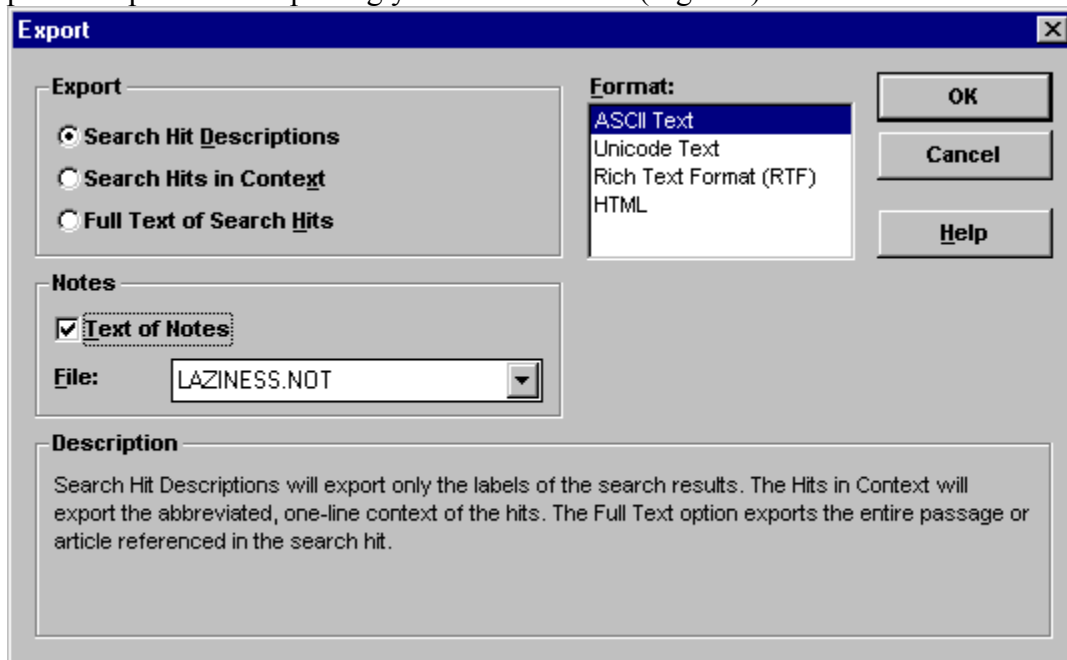 Export
Export
Search Hit Descriptions
Search Hits in Context
Full Text of Search Hits
Format:
ASCII Text
Unicode Text
Rich Text Format (RTF)
HTML
OK
Cancel
Help
Notes
Text of Notes
File:
LAZINESS.NOT
Description
Search Hit Descriptions will export only the labels of the search results. The Hits in Context will
export the abbreviated, one-line context of the hits. The Full Text option exports the entire passage or
article referenced in the search hit.